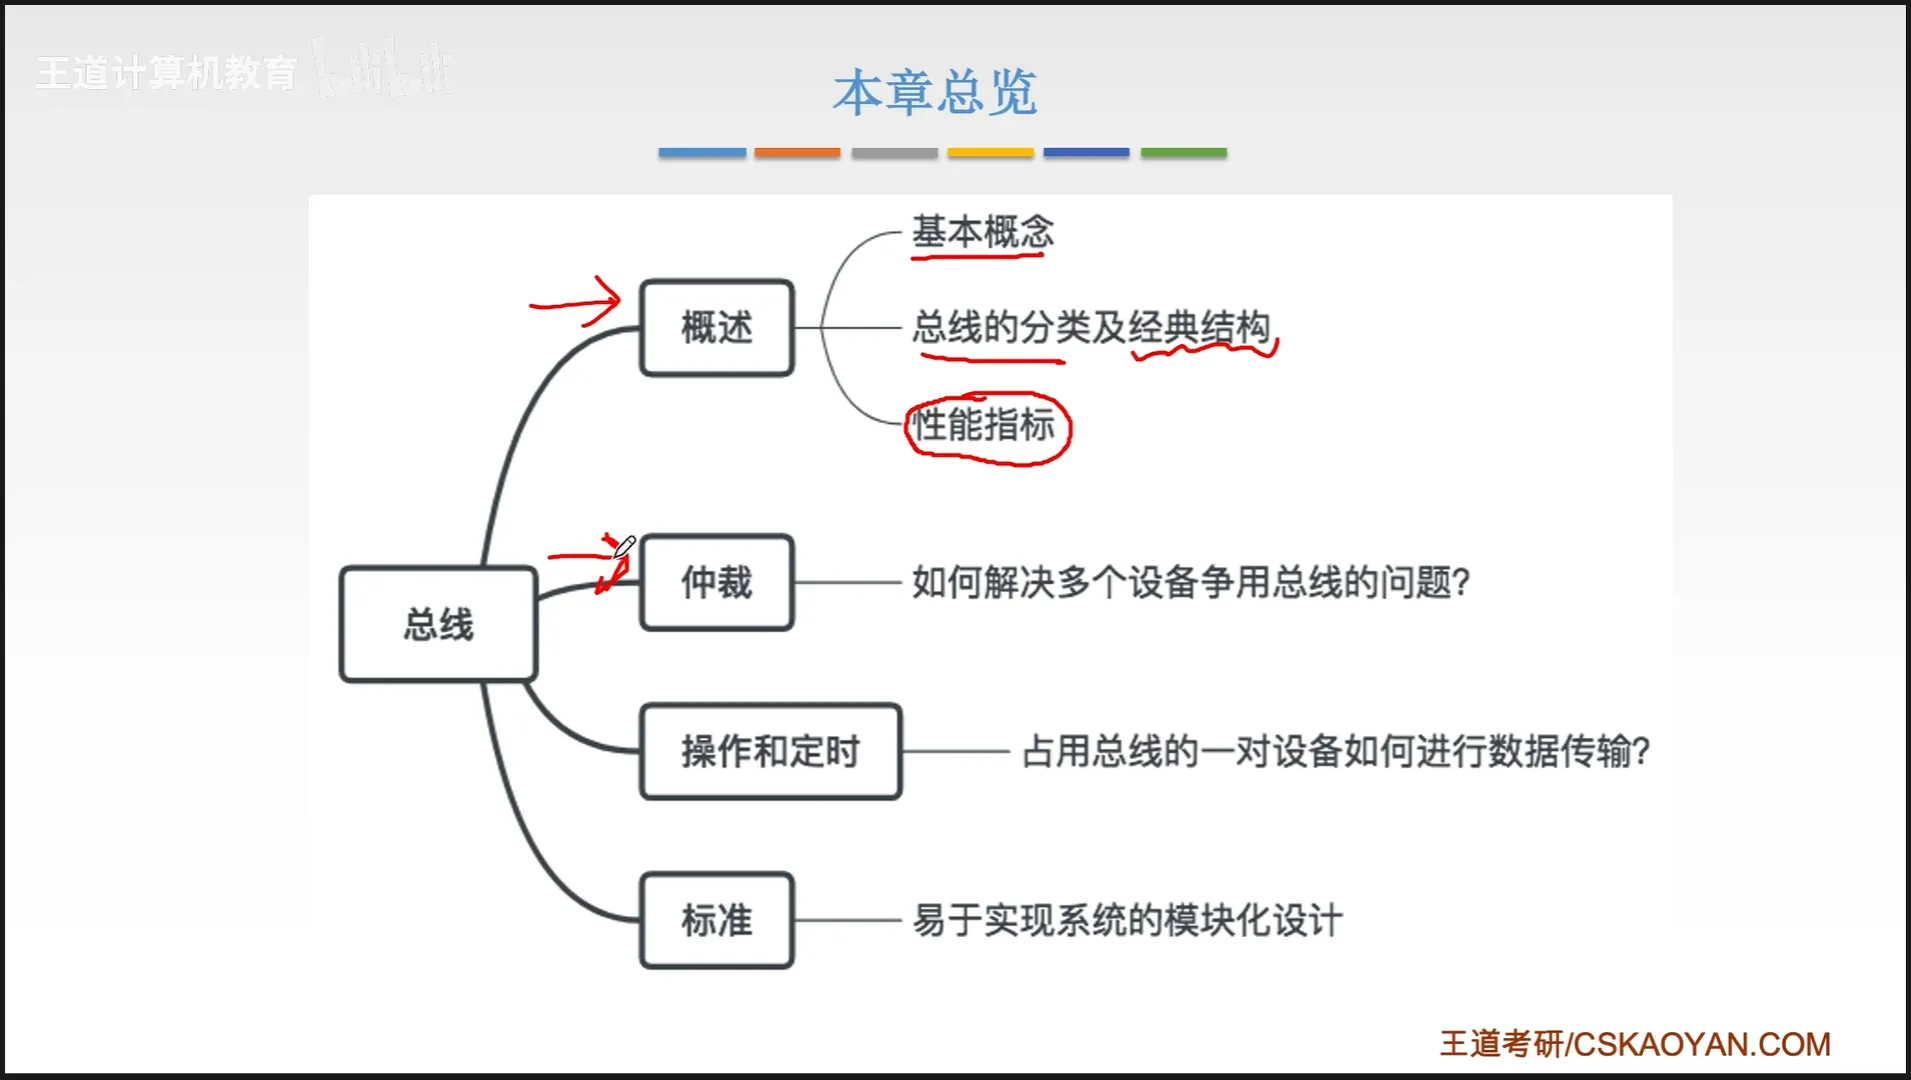 王道计算机教育 bilibili
本章总览
基本概念
概述
总线的分类及经典结构
性能指标
仲裁
如何解决多个设备争用总线的问题?
总线
操作和定时
占用总线的一对设备如何进行数据传输?
标准
易于实现系统的模块化设计
王道考研/CSKAOYAN.COM